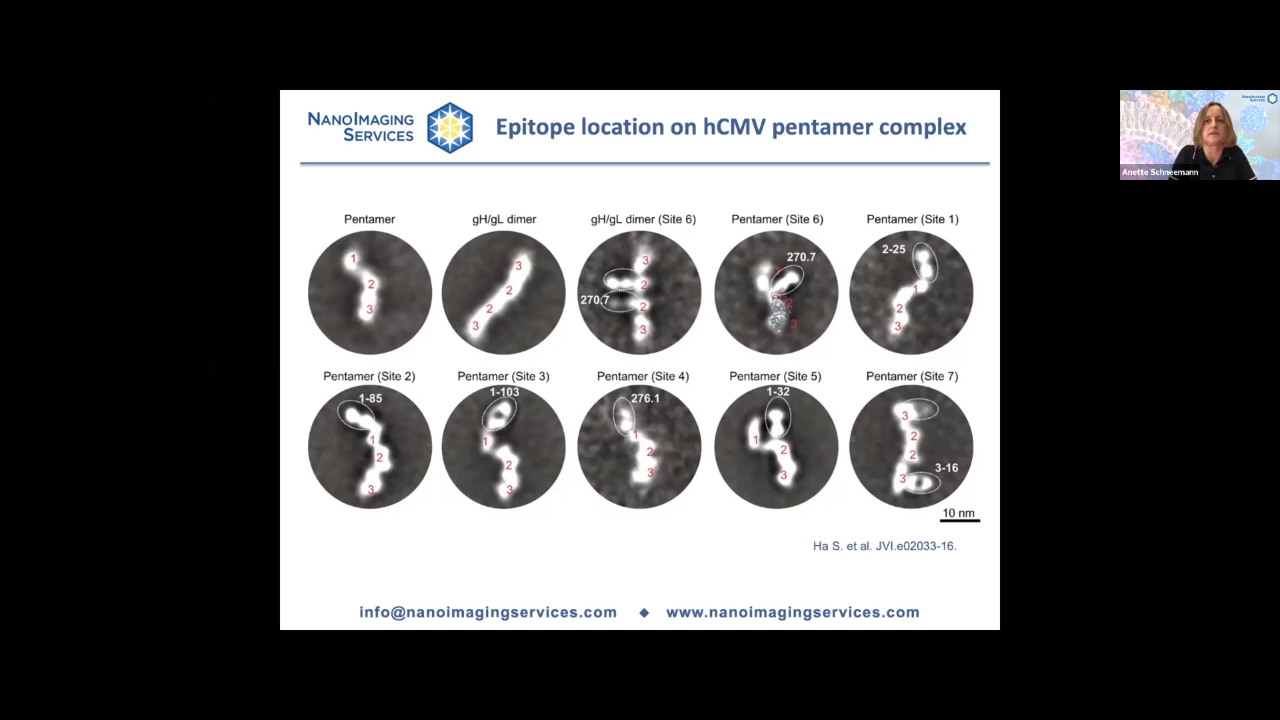 NANOIMAGING
SERVICES
Epitope location on hCMV pentamer complex
Pentamer
gH/gL dimer
gH/gL dimer (Site 6)
Pentamer (Site 6)
Pentamer (Site 1)
1
2
3
3
2
2
3
270.7
3
2
2
3
270.7
1
2
3
2-25
1
2
3
Pentamer (Site 2)
Pentamer (Site 3)
Pentamer (Site 4)
Pentamer (Site 5)
Pentamer (Site 7)
1-85
1
2
3
1-103
1
2
3
276.1
1
2
3
1-32
1
2
3
3
2
2
3
3-16
10 nm
Ha S. et al. JVI.e02033-16.
info@nanoimagingservices.com ◆ www.nanoimagingservices.com
Anette Schneemann